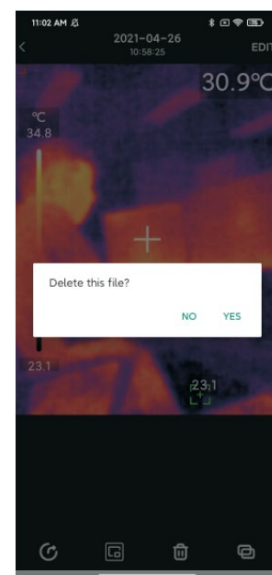 11:02 AM
2021-04-26
10:58:25
EDIT
30.9°C
°C
34.8
Delete this file?
NO YES
23.1
23.1